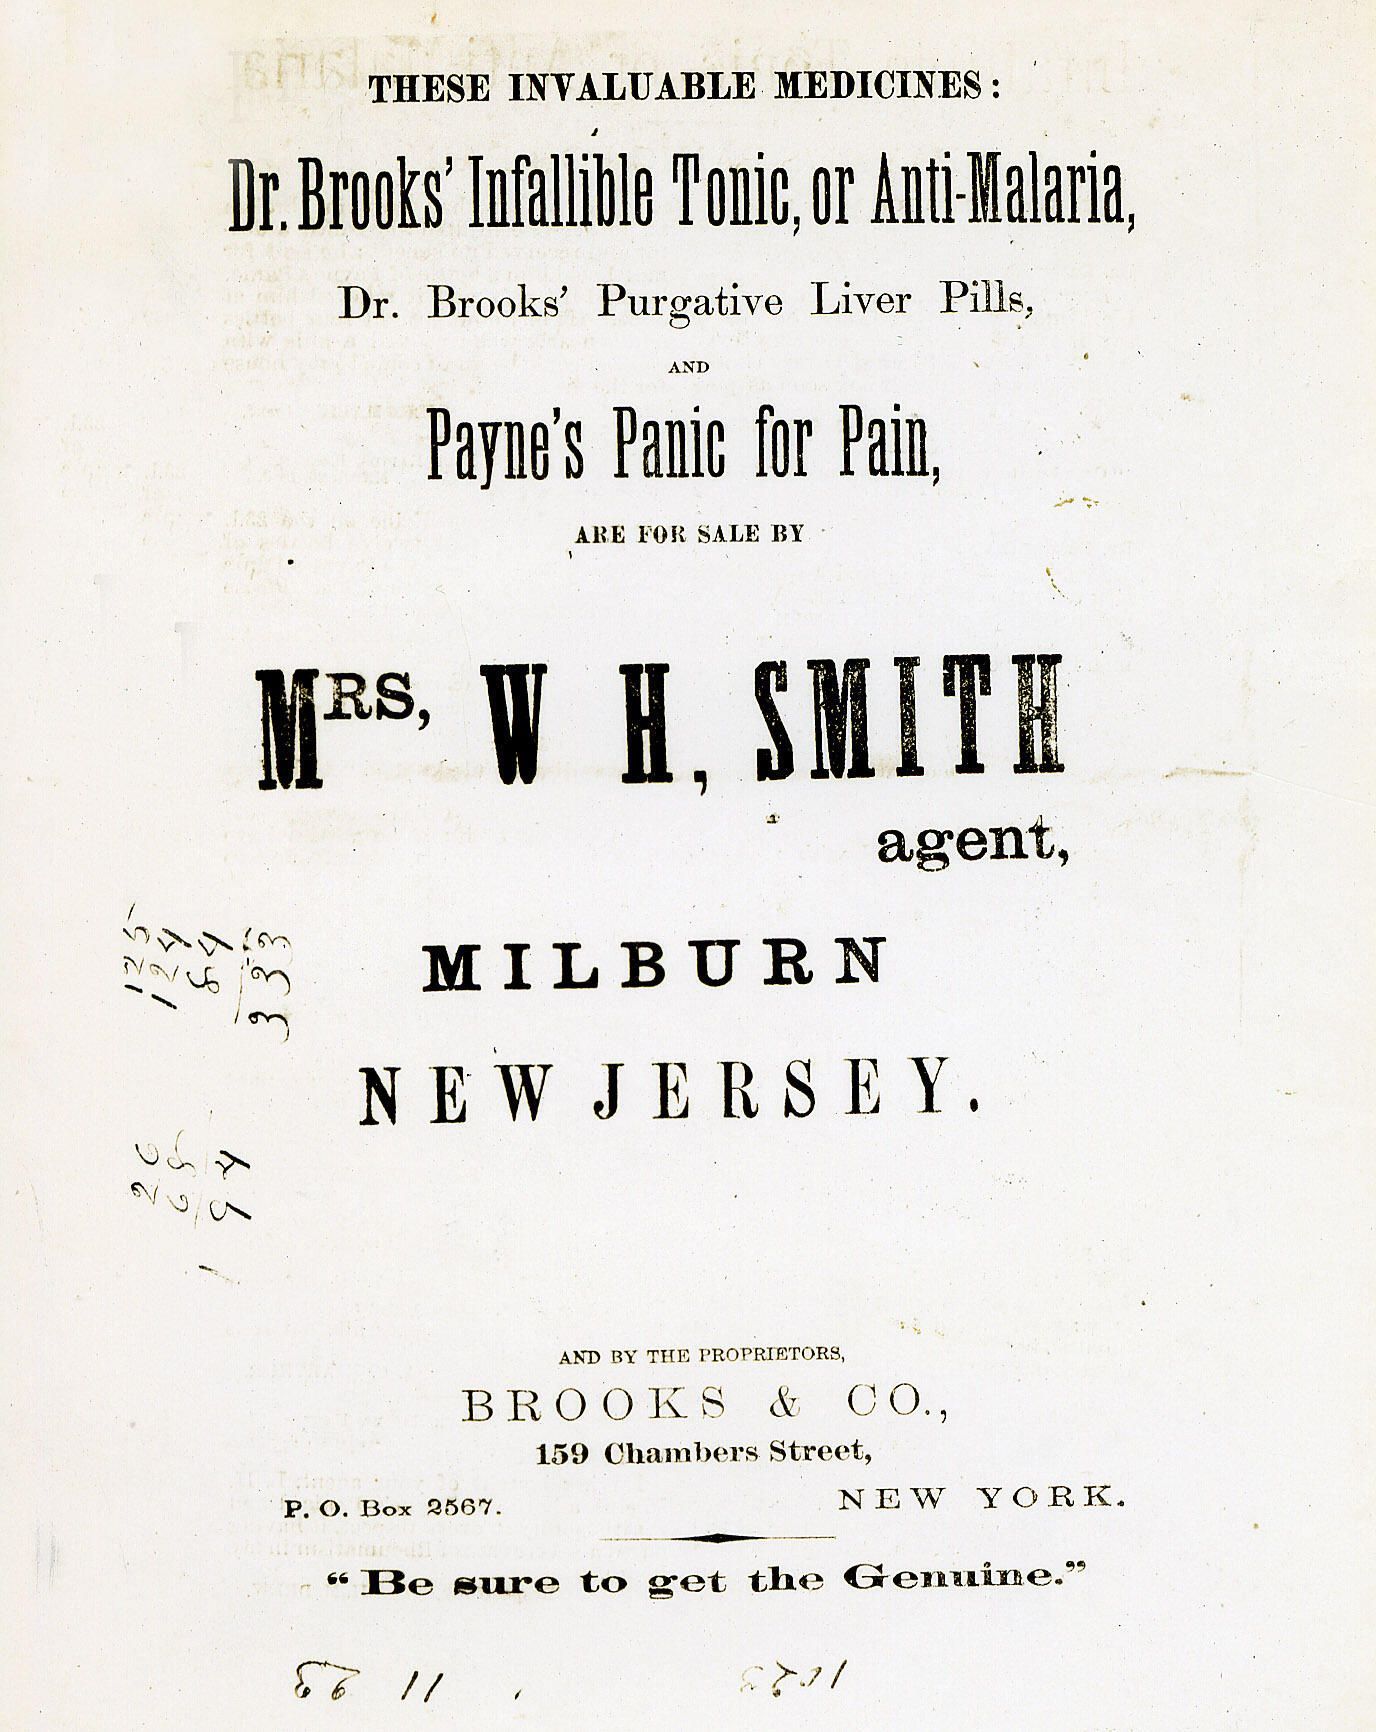 THESE INVALUABLE MEDICINES:
Dr. Brooks' Infallible Tonic, or Anti-Malaria,
Dr. Brooks' Purgative Liver Pills,
AND
Payne's Panic for Pain,
ARE FOR SALE BY
MRS, W H, SMITH
agent,
MILBURN
NEW JERSEY.
AND BY THE PROPRIETORS,
BROOKS & CO.,
159 Chambers Street,
P. O. Box 2567. NEW YORK.
"Be sure to get the Genuine."